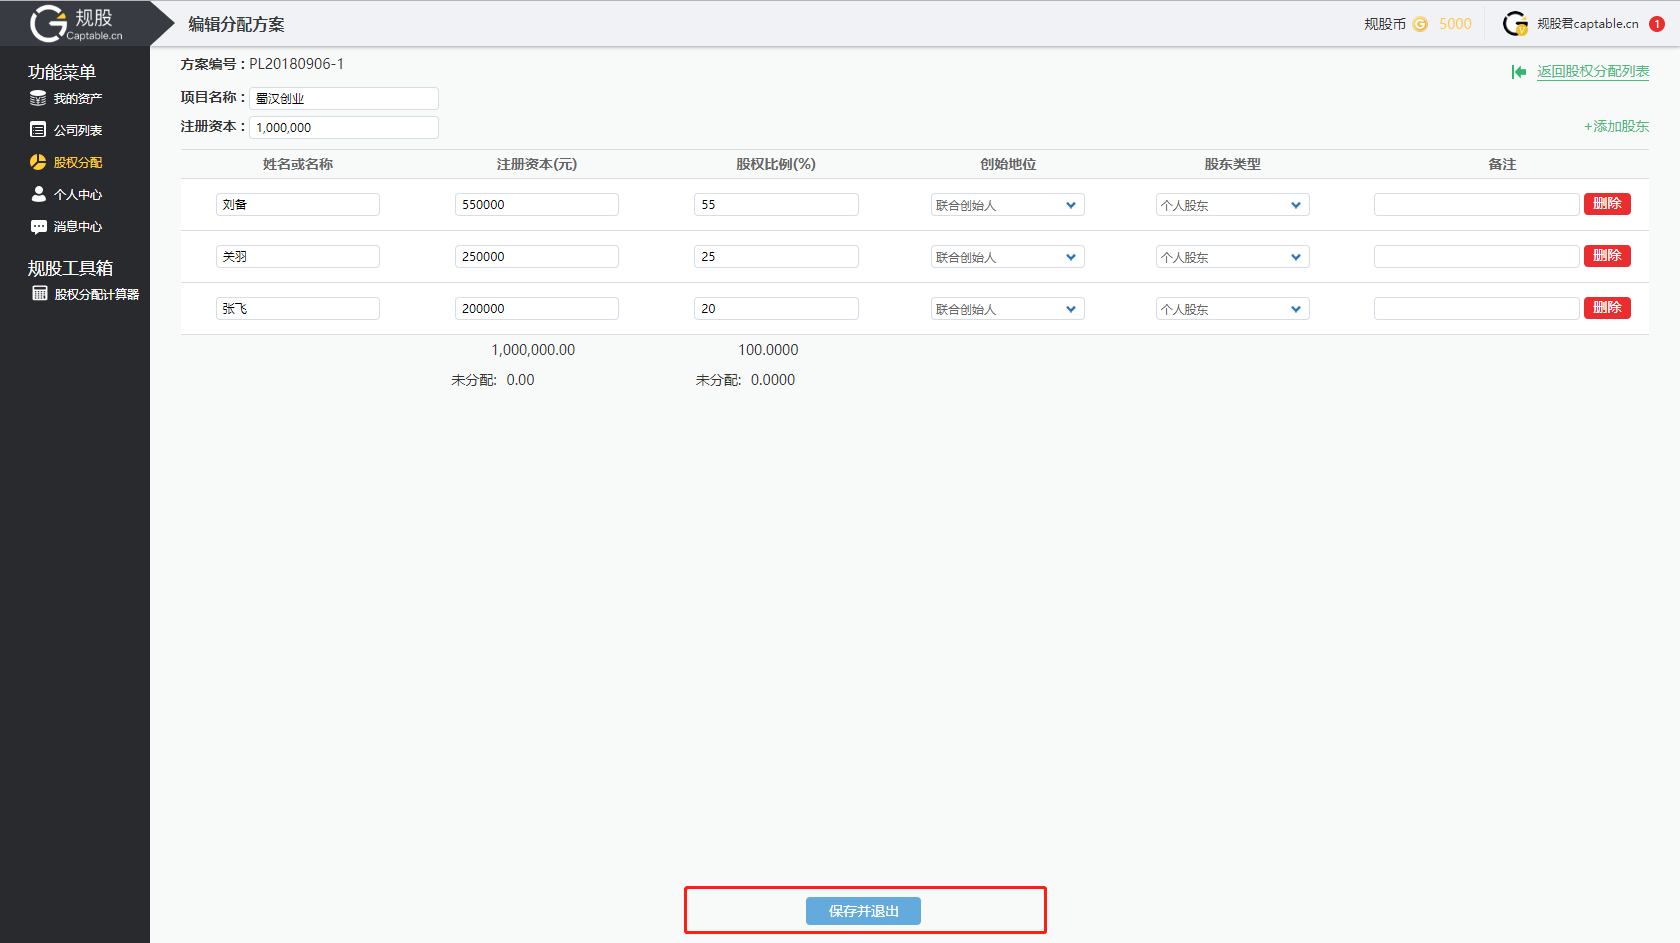 规股
Captable.cn
编辑分配方案
规股币 5000
规股君captable.cn 1
功能菜单
我的资产
公司列表
股权分配
个人中心
消息中心
规股工具箱
股权分配计算器
方案编号：PL20180906-1
返回股权分配列表
项目名称： 蜀汉创业
注册资本： 1,000,000
+添加股东
姓名或名称 注册资本(元) 股权比例(%) 创始地位 股东类型 备注
刘备 550000 55 联合创始人 个人股东 删除
关羽 250000 25 联合创始人 个人股东 删除
张飞 200000 20 联合创始人 个人股东 删除
1,000,000.00 100.0000
未分配: 0.00 未分配: 0.0000
保存并退出